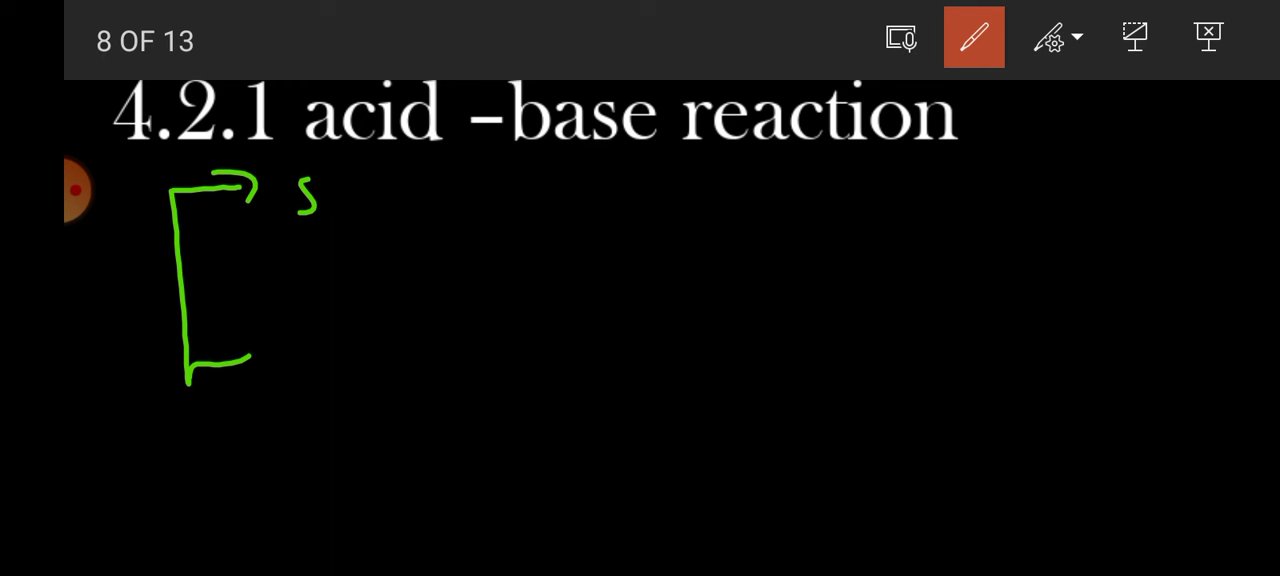 8 OF 13
4.2.1 acid –base reaction
s